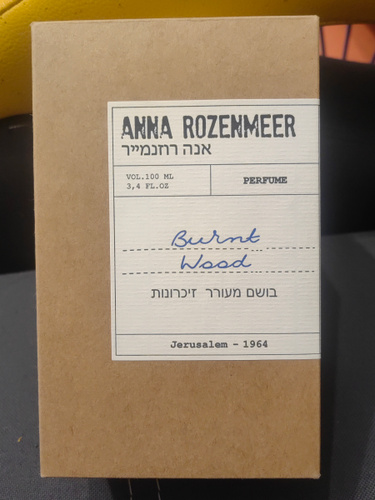 ANNA ROZENMEER
אנה רוזנמייר
VOL.100 ML
3,4 FL.OZ
PERFUME
Burnt
Wood
בושם מעורר זיכרונות
Jerusalem - 1964